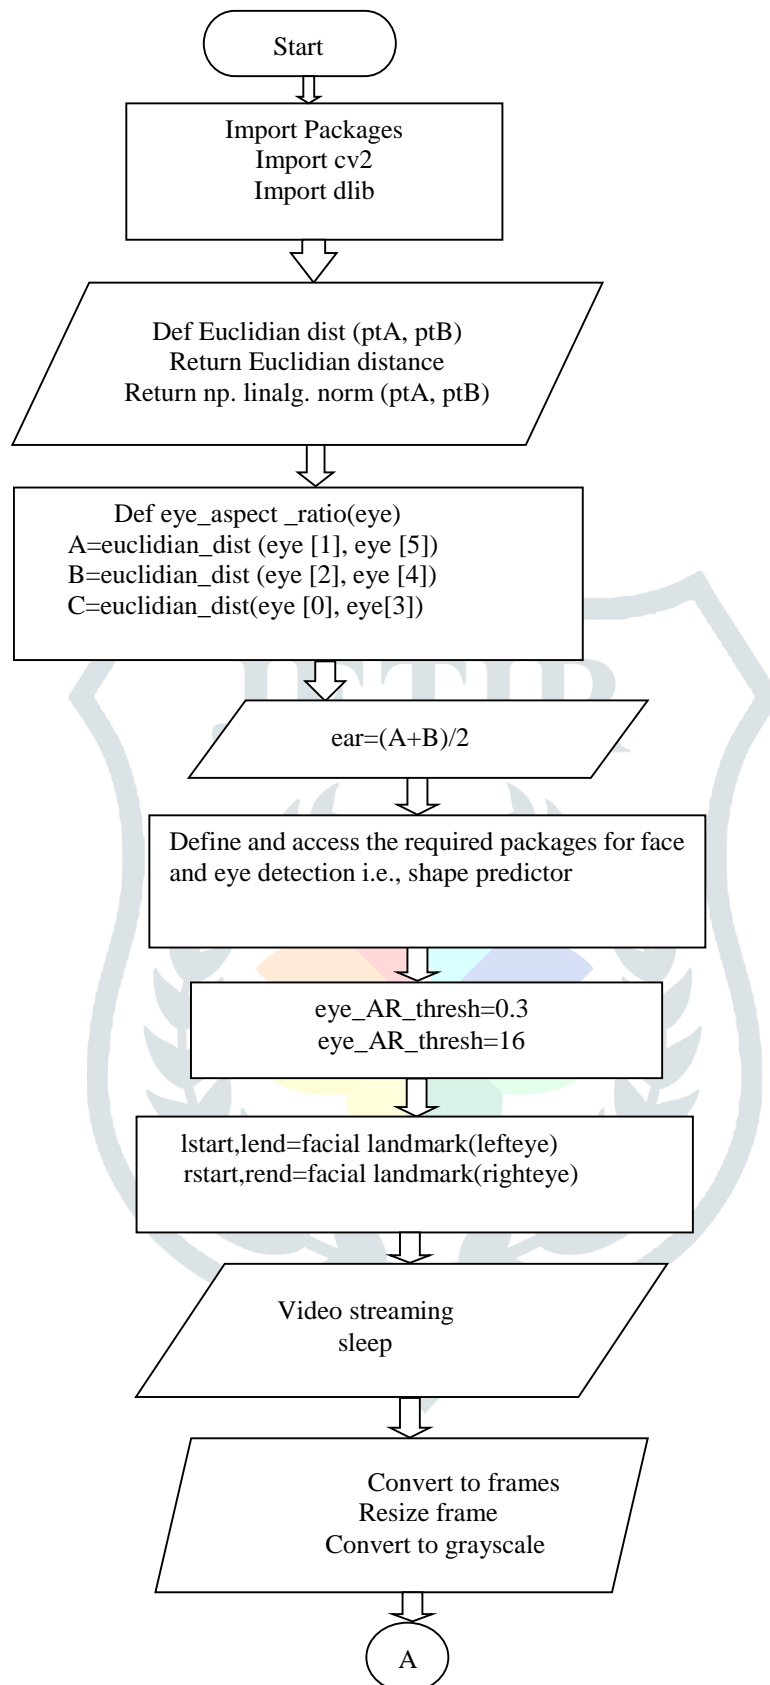 Start
Import Packages
Import cv2
Import dlib
Def Euclidian dist (ptA, ptB)
Return Euclidian distance
Return np. linalg. norm (ptA, ptB)
Def eye_aspect _ratio(eye)
A=euclidian_dist (eye [1], eye [5])
B=euclidian_dist (eye [2], eye [4])
C=euclidian_dist(eye [0], eye[3])
JETIR
ear=(A+B)/2
Define and access the required packages for face
and eye detection i.e., shape predictor
eye_AR_thresh=0.3
eye_AR_thresh=16
lstart,lend=facial landmark(lefteye)
rstart,rend=facial landmark(righteye)
Video streaming
sleep
Convert to frames
Resize frame
Convert to grayscale
A